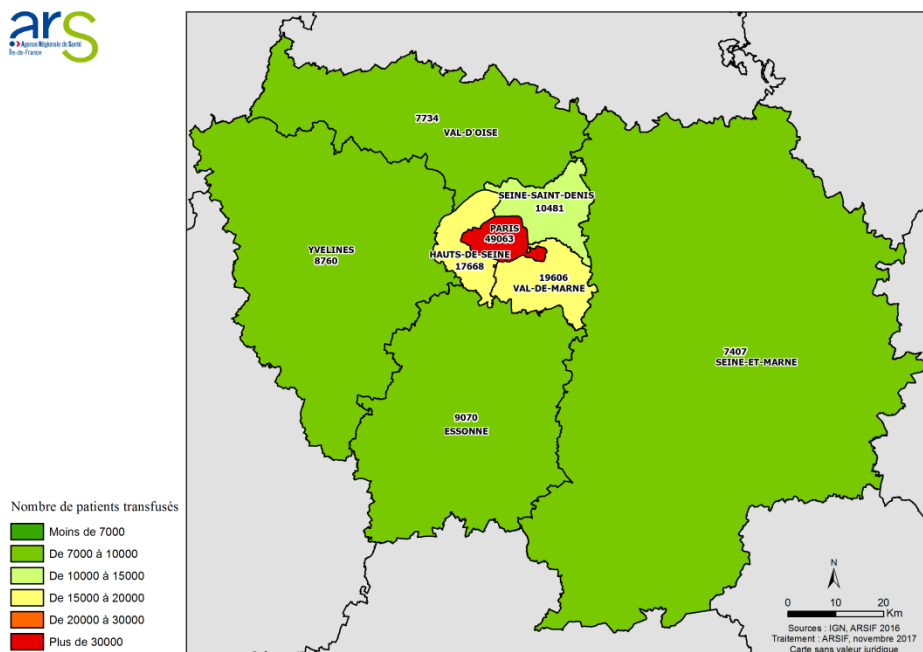 ars
Agence Régionale de Santé
Île-de-France
7734
VAL-D'OISE
SEINE-SAINT-DENIS
10481
PARIS
49063
HAUTS-DE-SEINE
17668
YVELINES
8760
19606
VAL-DE-MARNE
7407
SEINE-ET-MARNE
9070
ESSONNE
Nombre de patients transfusés
Moins de 7000
De 7000 à 10000
De 10000 à 15000
De 15000 à 20000
De 20000 à 30000
Plus de 30000
N
0 10 20
Km
Sources : IGN, ARSIF 2016
Traitement : ARSIF, novembre 2017
Carte sans valeur juridique